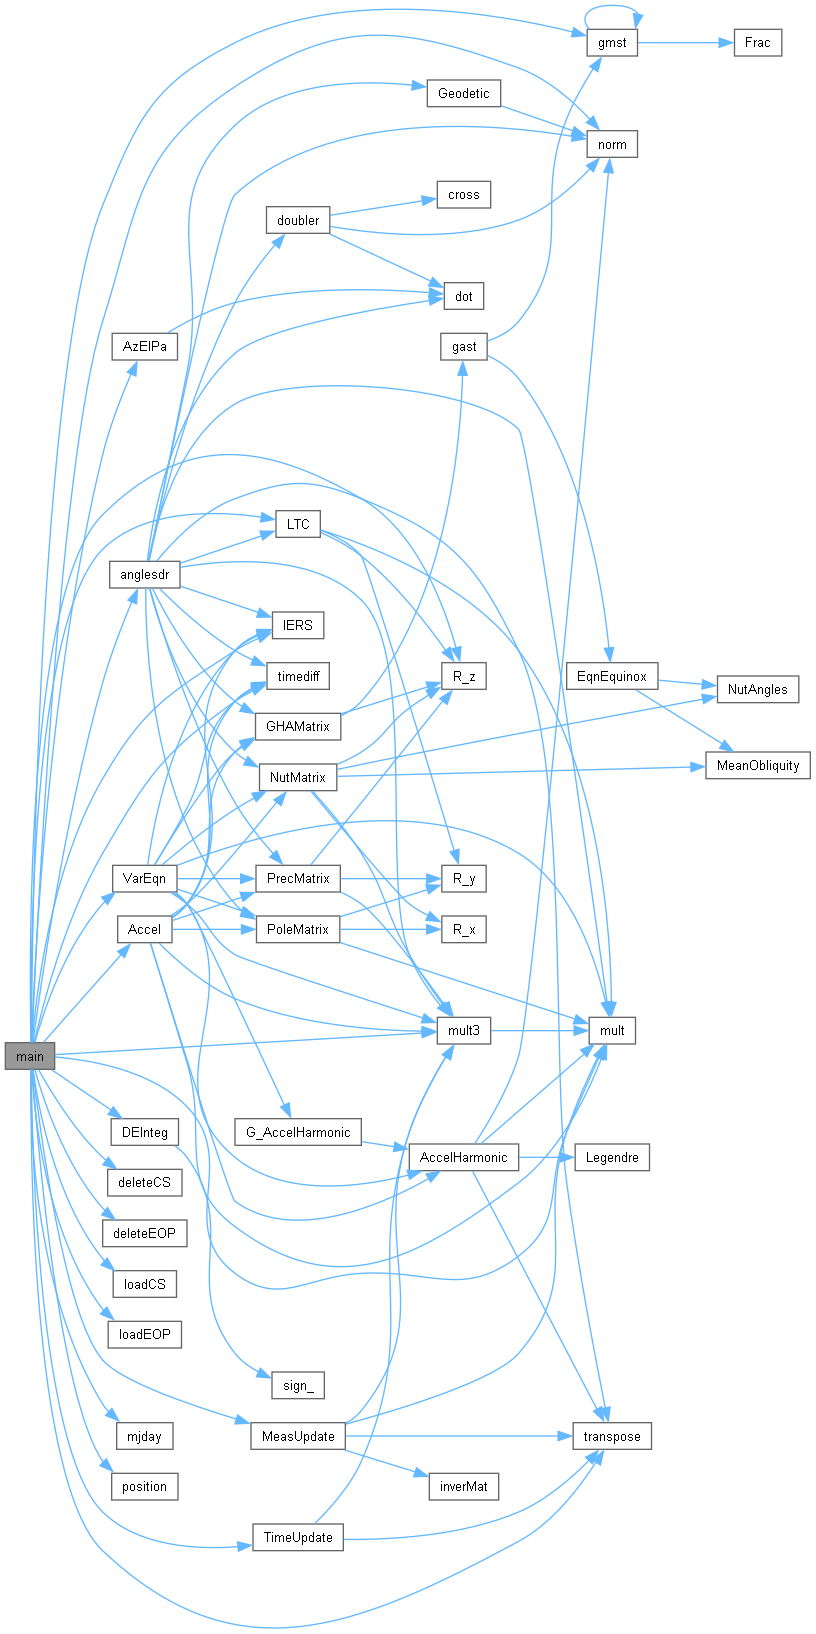 gmst
Frac
Geodetic
norm
cross
doubler
dot
AzElPa
gast
LTC
anglesdr
IERS
timediff
R_z
EqnEquinox
NutAngles
GHAMatrix
NutMatrix
MeanObliquity
VarEqn
PrecMatrix
R_y
Accel
PoleMatrix
R_x
main
mult3
mult
DEInteg
G_AccelHarmonic
AccelHarmonic
Legendre
deleteCS
deleteEOP
loadCS
loadEOP
sign_
mjday
MeasUpdate
transpose
position
inverMat
TimeUpdate